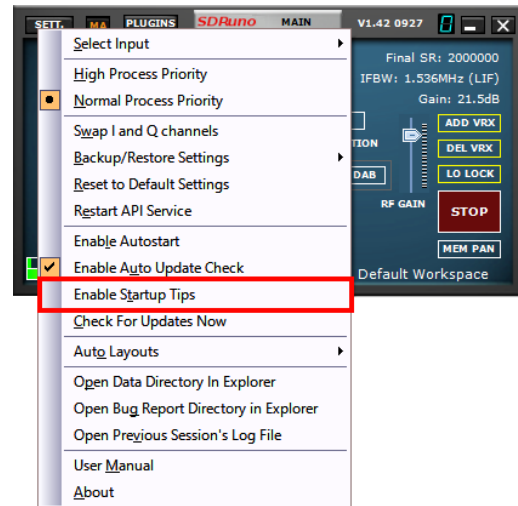 SETT. MA PLUGINS SDRuno MAIN V1.42 0927 0
Select Input
High Process Priority
Normal Process Priority
Swap I and Q channels
Backup/Restore Settings
Reset to Default Settings
Restart API Service
Enable Autostart
Enable Auto Update Check
Enable Startup Tips
Check For Updates Now
Auto Layouts
Open Data Directory In Explorer
Open Bug Report Directory in Explorer
Open Previous Session's Log File
User Manual
About
Final SR: 2000000
IFBW: 1.536MHz (LIF)
Gain: 21.5dB
ADD VRX
TION
DEL VRX
DAB
LO LOCK
RF GAIN
STOP
MEM PAN
Default Workspace